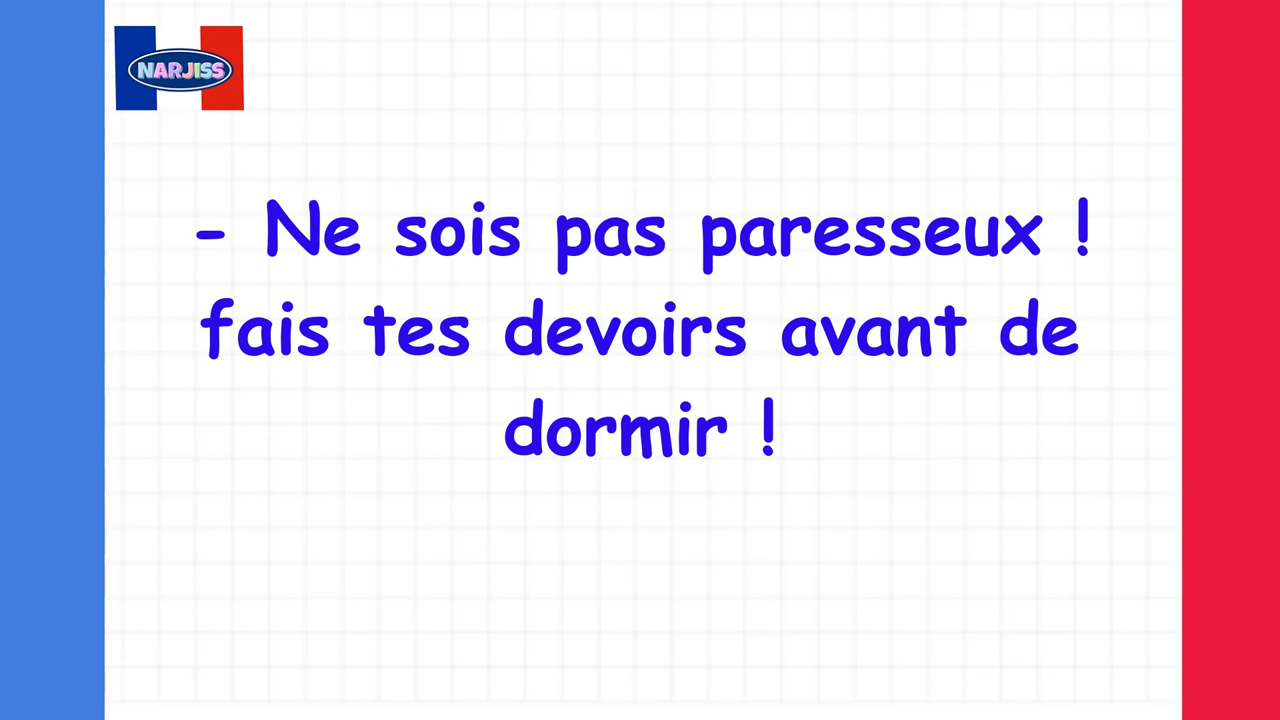 NARJISS
- Ne sois pas paresseux !
fais tes devoirs avant de
dormir !